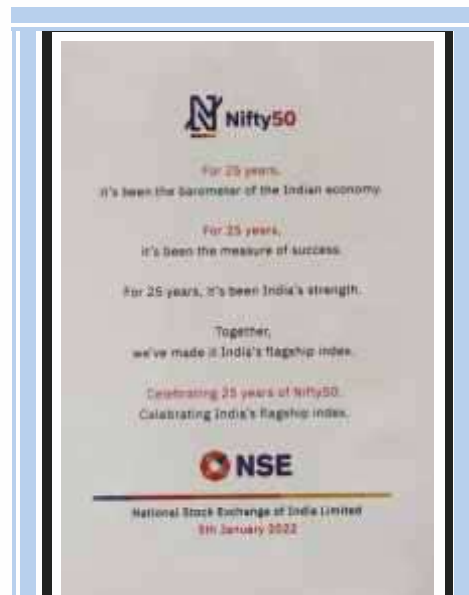 Nifty50
For 25 years,
it's been the barometer of the Indian economy.
For 25 years,
it's been the measure of success.
For 25 years, it's been India's strength.
Together,
we've made it India's flagship index.
Celebrating 25 years of Nifty50.
Celebrating India's flagship index.
NSE
National Stock Exchange of India Limited
5th January 2022